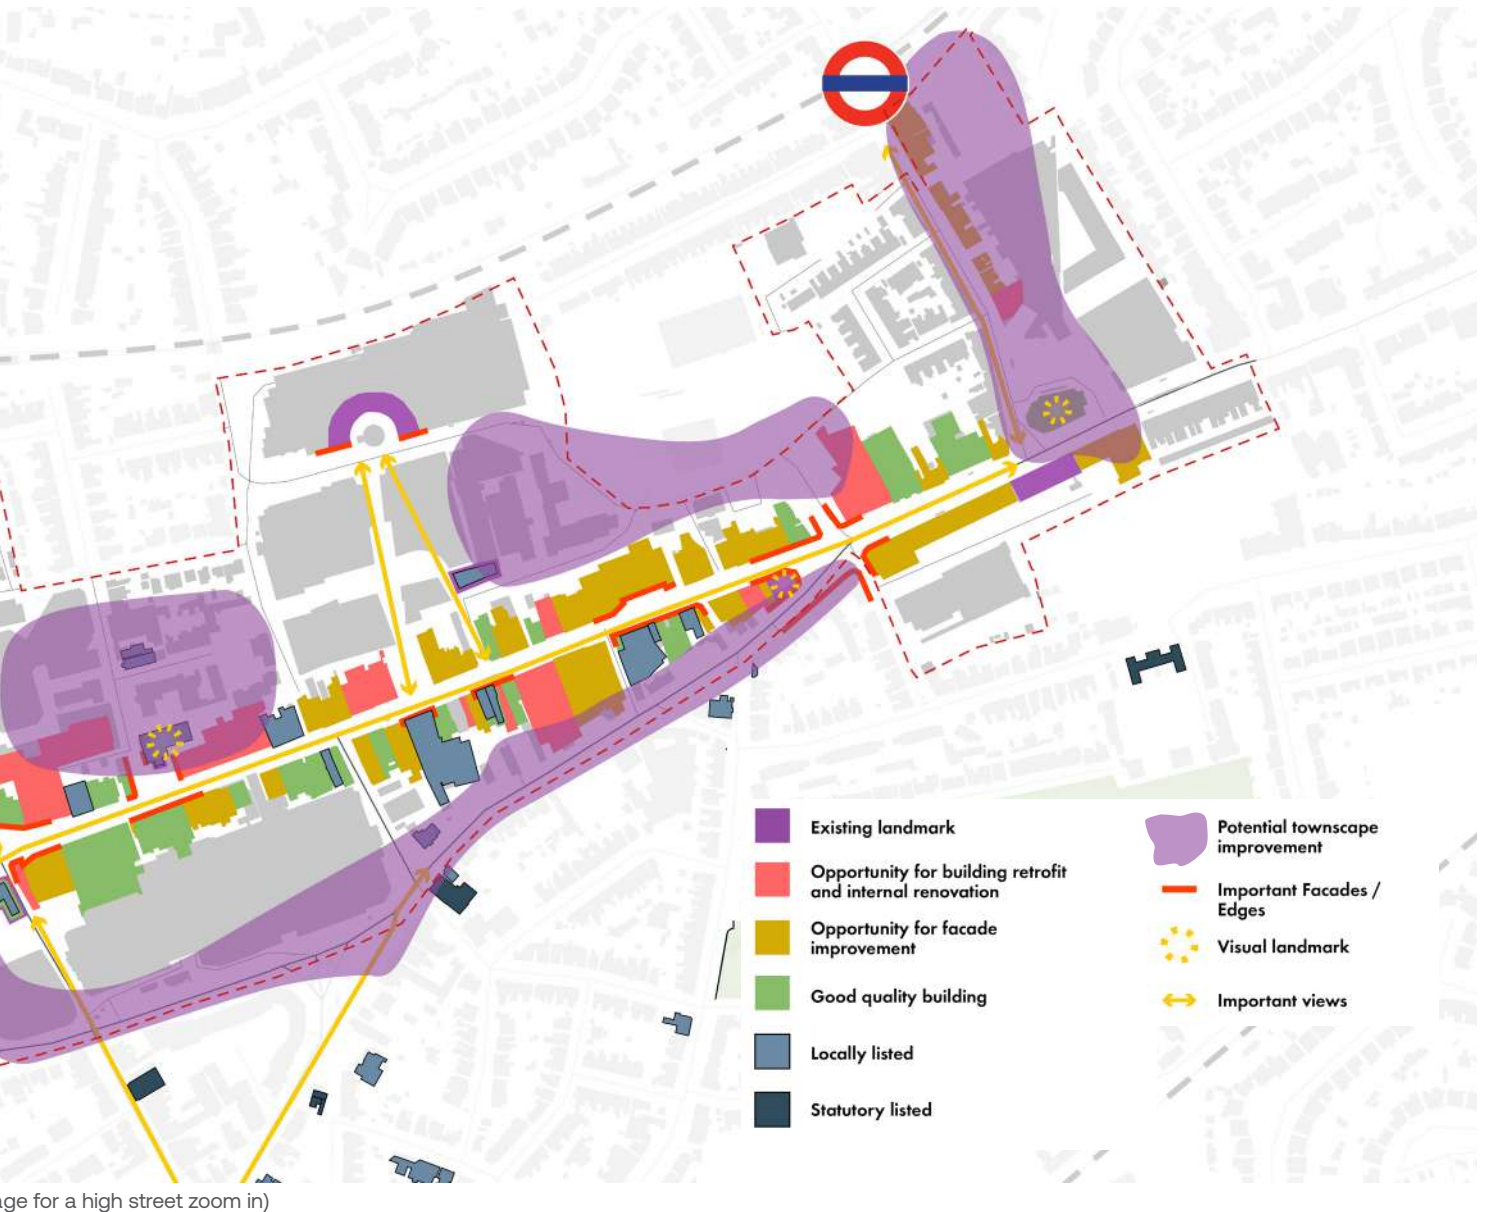 Existing landmark
Opportunity for building retrofit
and internal renovation
Opportunity for facade
improvement
Good quality building
Locally listed
Statutory listed
Potential townscape
improvement
Important Facades /
Edges
Visual landmark
Important views
age for a high street zoom in)